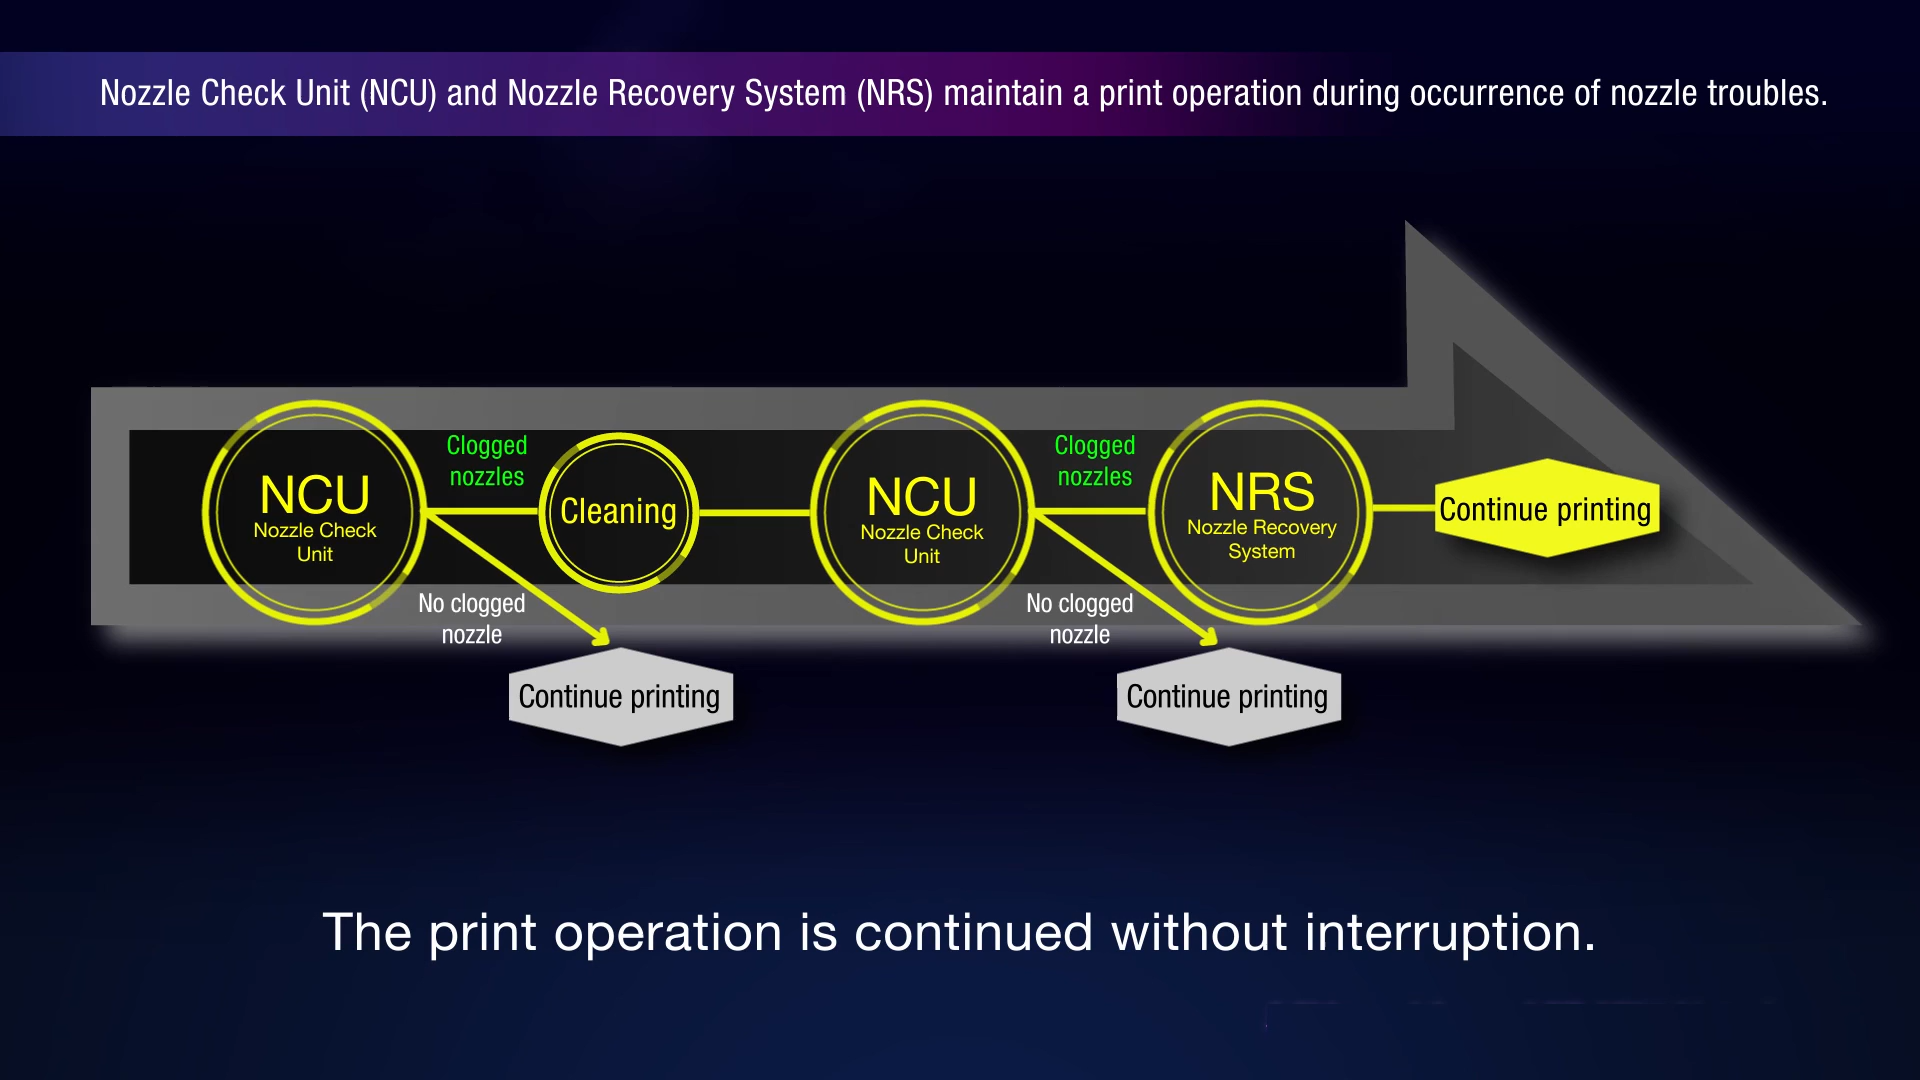 Nozzle Check Unit (NCU) and Nozzle Recovery System (NRS) maintain a print operation during occurrence of nozzle troubles.
NCU
Nozzle Check
Unit
Clogged
nozzles
No clogged
nozzle
Continue printing
Cleaning
NCU
Nozzle Check
Unit
Clogged
nozzles
No clogged
nozzle
Continue printing
NRS
Nozzle Recovery
System
Continue printing
The print operation is continued without interruption.